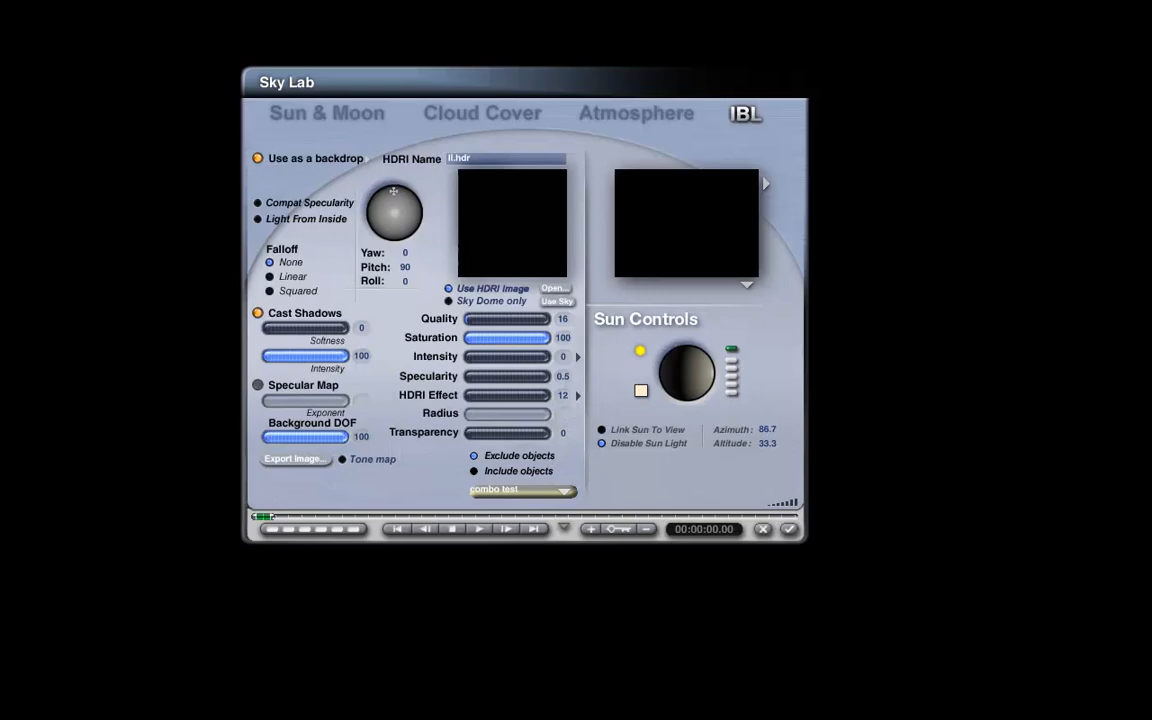 Sky Lab
Sun & Moon Cloud Cover Atmosphere IBL
Use as a backdrop HDRI Name ll.hdr
Compat Specularity
Light From Inside
Falloff
None
Linear
Squared
Yaw: 0
Pitch: 90
Roll: 0
Use HDRI Image Open...
Sky Dome only Use Sky
Cast Shadows
0
Softness
100
Intensity
Specular Map
Exponent
Background DOF
100
Export Image... Tone map
Quality 16
Saturation 100
Intensity 0
Specularity 0.5
HDRI Effect 12
Radius
Transparency 0
Exclude objects
Include objects
combo test
Sun Controls
Link Sun To View Azimuth: 86.7
Disable Sun Light Altitude: 33.3
00:00:00.00